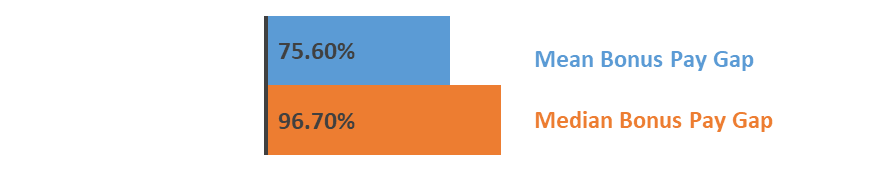 75.60%
Mean Bonus Pay Gap
96.70%
Median Bonus Pay Gap